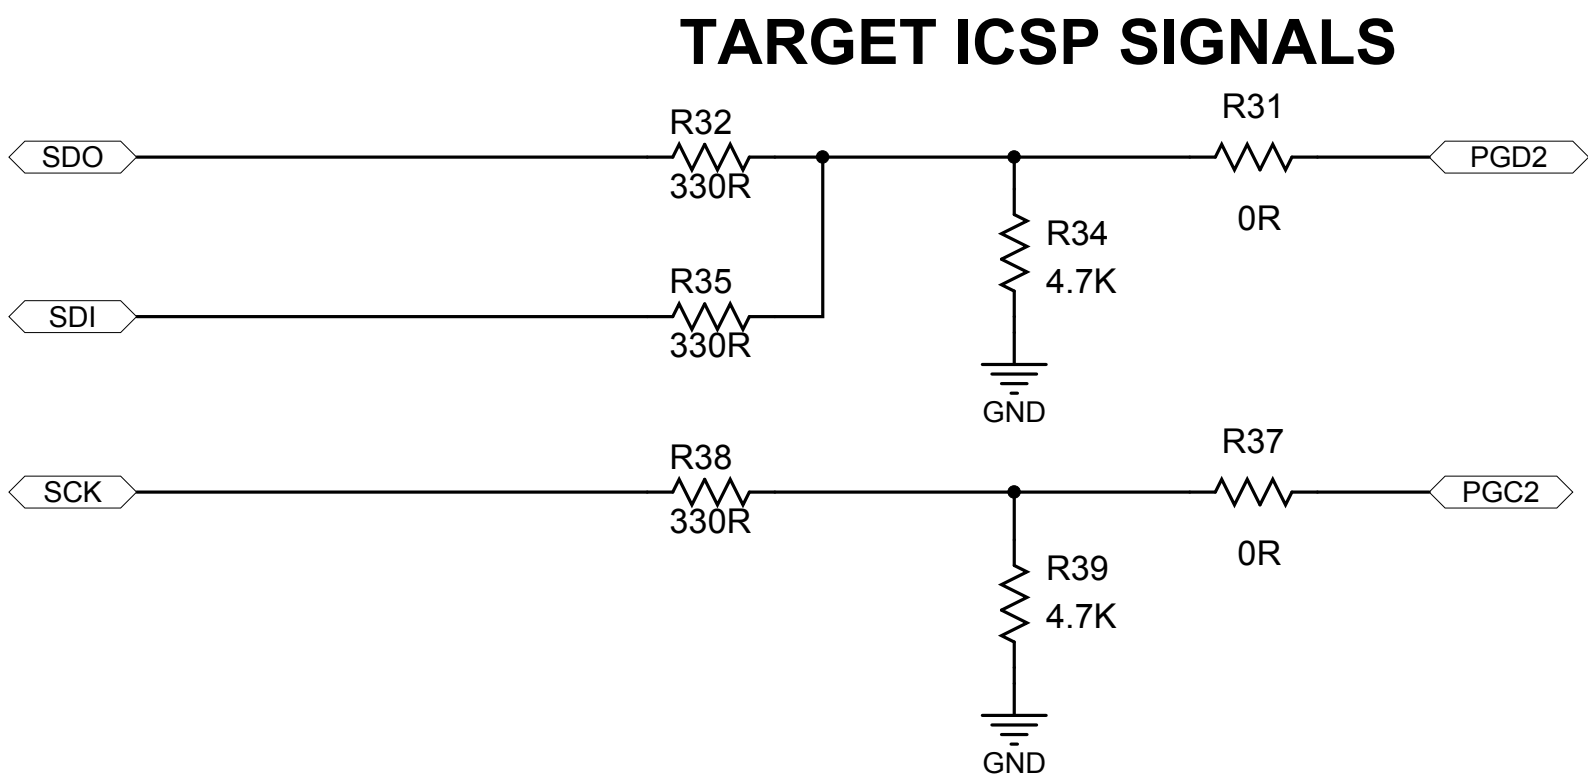 TARGET ICSP SIGNALS
R32
R31
SDO
PGD2
330R
0R
R34
4.7K
R35
SDI
330R
GND
R38
R37
SCK
PGC2
330R
0R
R39
4.7K
GND